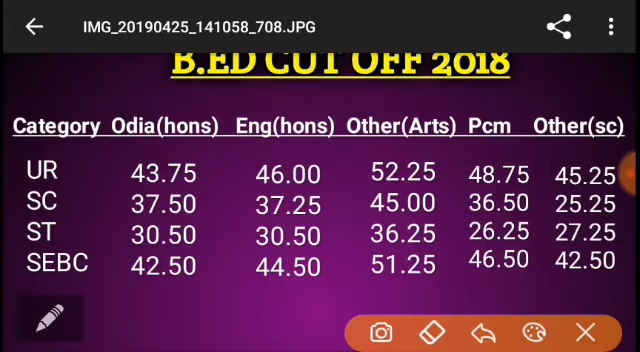 IMG_20190425_141058_708.JPG
B.ED CUT OFF 2018
Category Odia(hons) Eng(hons) Other(Arts) Pcm Other(sc)
UR 43.75 46.00 52.25 48.75 45.25
SC 37.50 37.25 45.00 36.50 25.25
ST 30.50 30.50 36.25 26.25 27.25
SEBC 42.50 44.50 51.25 46.50 42.50